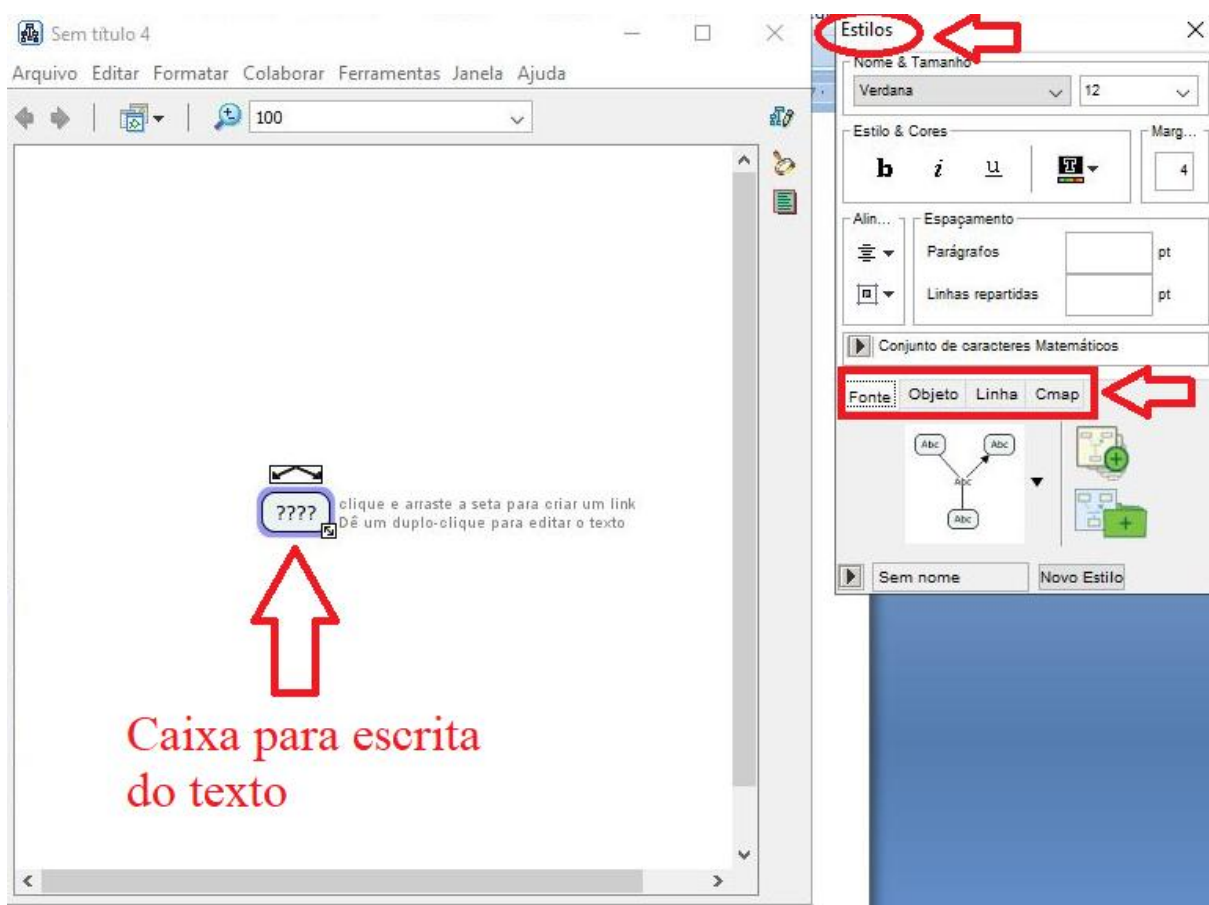 Sem título 4
Arquivo Editar Formatar Colaborar Ferramentas Janela Ajuda
100
????
clique e arraste a seta para criar um link
Dê um duplo-clique para editar o texto
Caixa para escrita
do texto
Estilos
Nome & Tamanho
Verdana 12
Estilo & Cores Marg...
b i u T 4
Alin... Espaçamento
Parágrafos pt
Linhas repartidas pt
Conjunto de caracteres Matemáticos
Fonte Objeto Linha Cmap
Abc Abc
Abc
Abc
Sem nome Novo Estilo